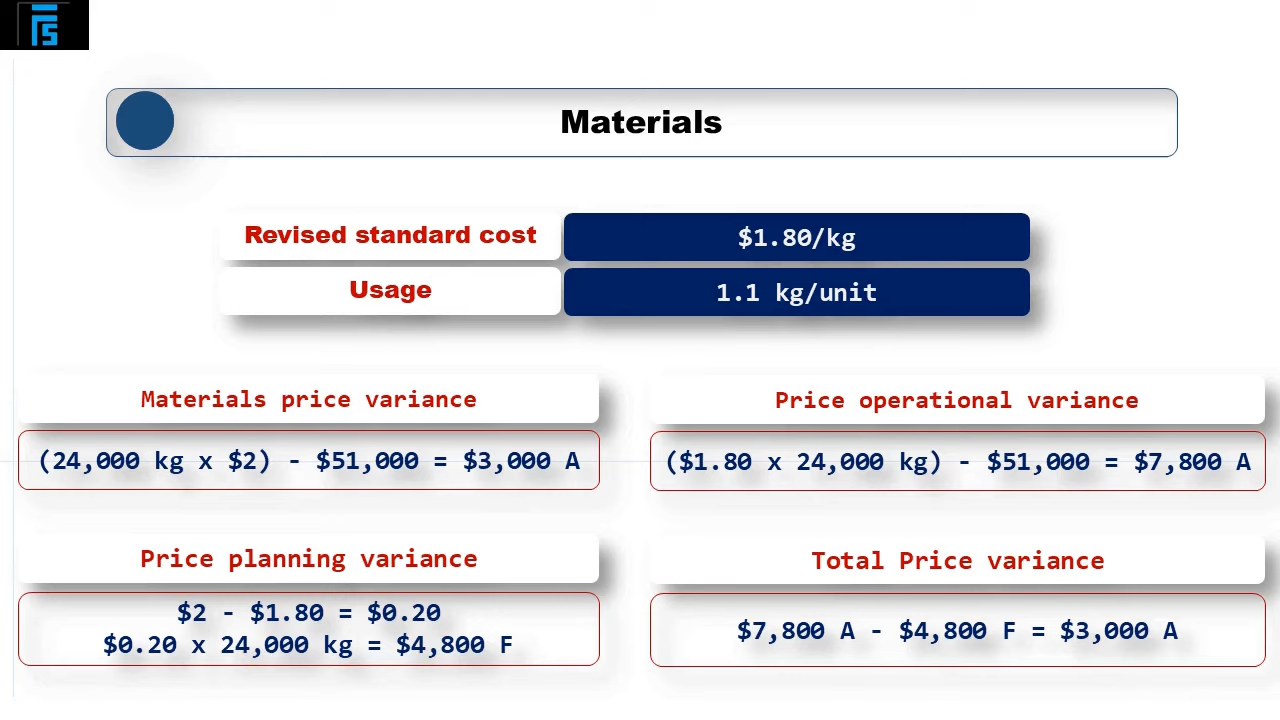 FS
Materials
Revised standard cost
$1.80/kg
Usage
1.1 kg/unit
Materials price variance
(24,000 kg x $2) - $51,000 = $3,000 A
Price operational variance
($1.80 x 24,000 kg) - $51,000 = $7,800 A
Price planning variance
$2 - $1.80 = $0.20
$0.20 x 24,000 kg = $4,800 F
Total Price variance
$7,800 A - $4,800 F = $3,000 A